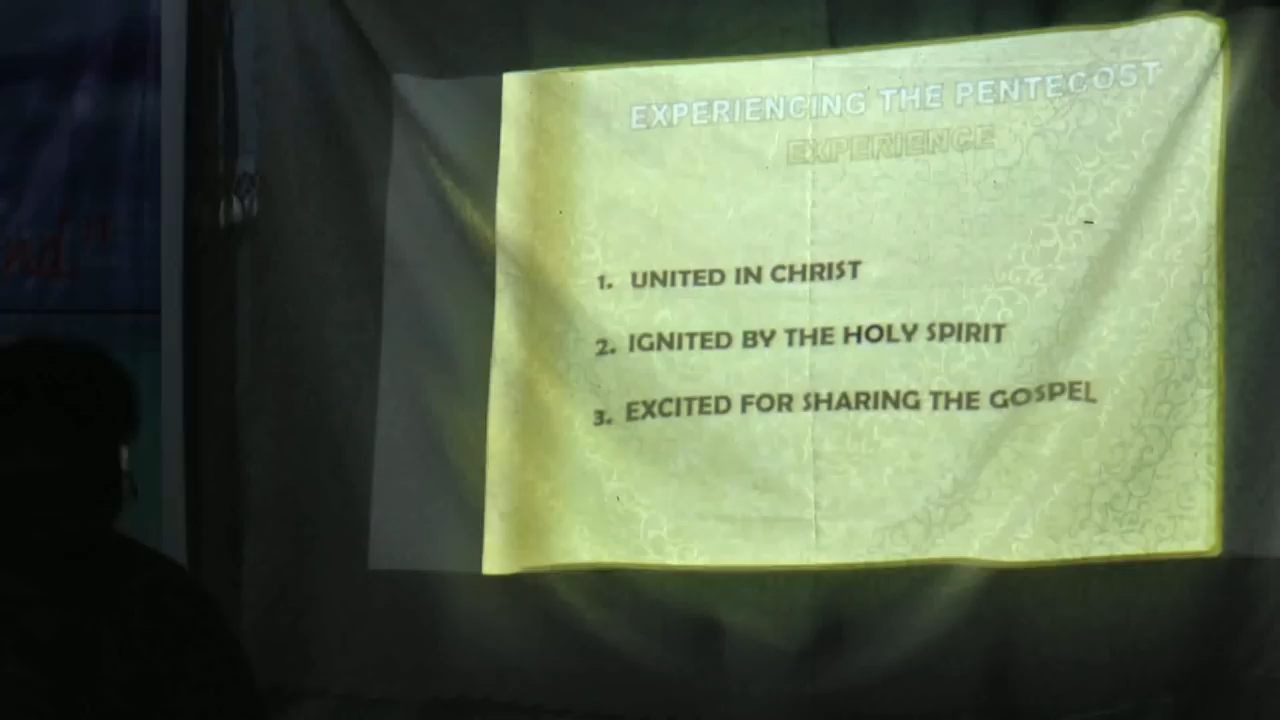 EXPERIENCING THE PENTECOST
EXPERIENCE
1. UNITED IN CHRIST
2. IGNITED BY THE HOLY SPIRIT
3. EXCITED FOR SHARING THE GOSPEL